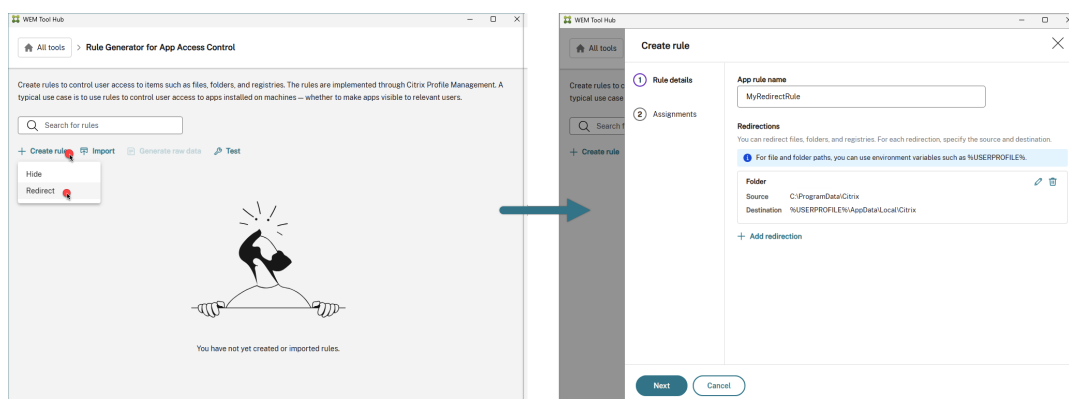 WEM Tool Hub
All tools > Rule Generator for App Access Control
Create rules to control user access to items such as files, folders, and registries. The rules are implemented through Citrix Profile Management. A
typical use case is to use rules to control user access to apps installed on machines — whether to make apps visible to relevant users.
Search for rules
+ Create rule Import Generate raw data Test
Hide
Redirect
You have not yet created or imported rules.
WEM Tool Hub
All tools
Create rules to c
typical use case
Search f
+ Create rule
Create rule
1 Rule details
2 Assignments
App rule name
MyRedirectRule
Redirections
You can redirect files, folders, and registries. For each redirection, specify the source and destination.
For file and folder paths, you can use environment variables such as %USERPROFILE%.
Folder
Source C:\ProgramData\Citrix
Destination %USERPROFILE%\AppData\Local\Citrix
+ Add redirection
Next Cancel